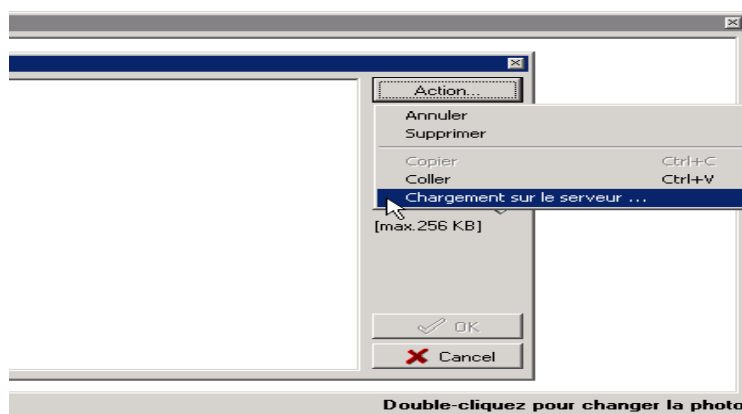 Action...
Annuler
Supprimer
Copier Ctrl+C
Coller Ctrl+V
Chargement sur le serveur ...
[max.256 KB]
OK
Cancel
Double-cliquez pour changer la photo